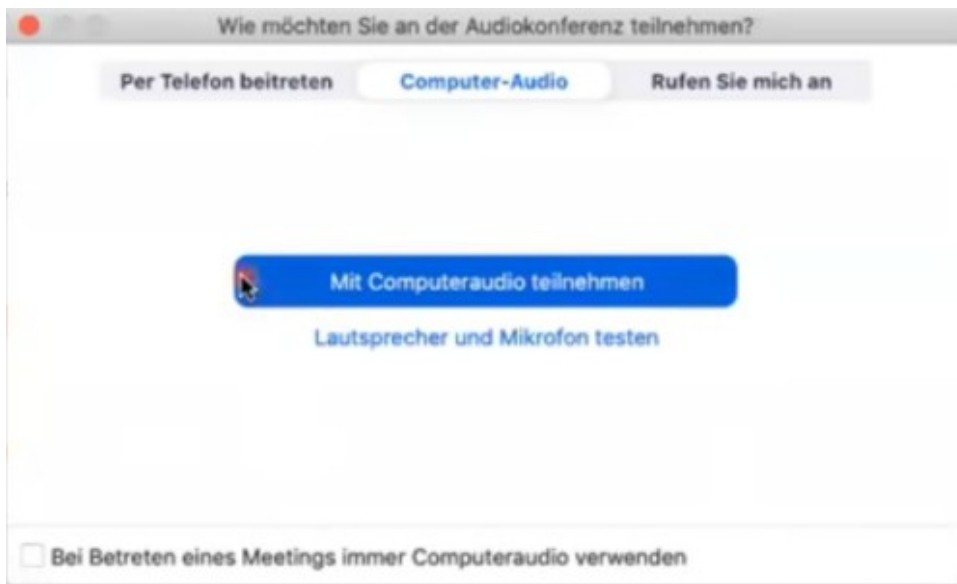 Wie möchten Sie an der Audiokonferenz teilnehmen?
Per Telefon beitreten Computer-Audio Rufen Sie mich an
Mit Computeraudio teilnehmen
Lautsprecher und Mikrofon testen
Bei Betreten eines Meetings immer Computeraudio verwenden